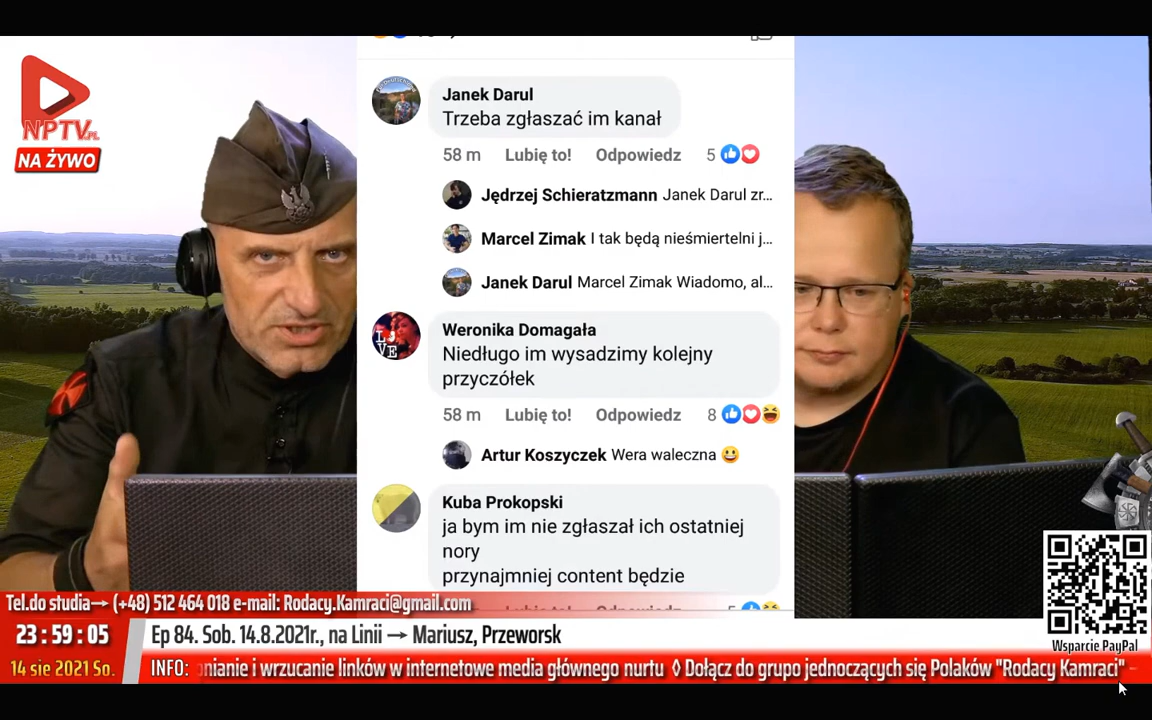 NPTV.PL
NA ŻYWO
Janek Darul
Trzeba zgłaszać im kanał
58 m Lubię to! Odpowiedz 5
Jędrzej Schieratzmann Janek Darul zr...
Marcel Zimak I tak będą nieśmiertelni j...
Janek Darul Marcel Zimak Wiadomo, al...
Weronika Domagała
Niedługo im wysadzimy kolejny
przyczółek
58 m Lubię to! Odpowiedz 8
LOVE
Artur Koszyczek Wera waleczna 😀
Kuba Prokopski
ja bym im nie zgłaszał ich ostatniej
nory
przynajmniej content będzie
Tel.do studia→ (+48) 512 464 018 e-mail: Rodacy.Kamraci@gmail.com
23:59:05
Ep 84. Sob. 14.8.2021r., na Linii → Mariusz, Przeworsk
Wsparcie PayPal
14 sie 2021 So.
INFO: nianie i wrzucanie linków w internetowe media głównego nurtu ◊ Dołącz do grupo jednoczących się Polaków "Rodacy Kamraci"